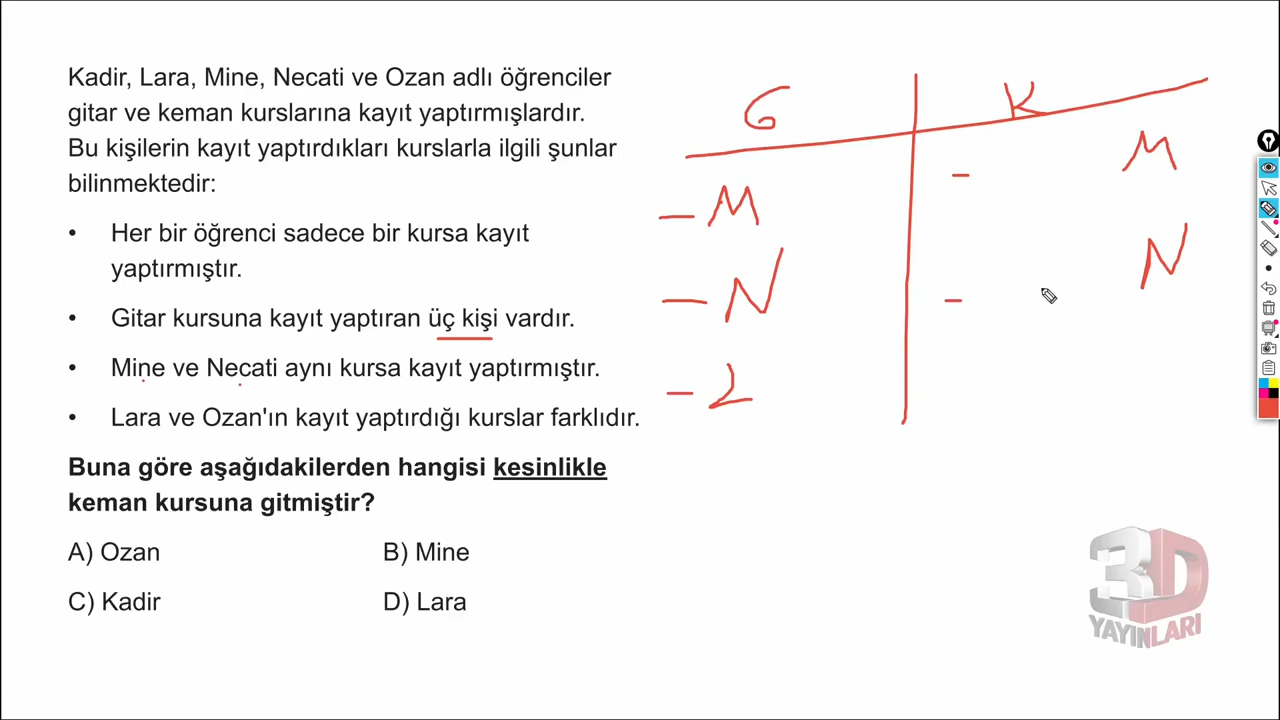 Kadir, Lara, Mine, Necati ve Ozan adlı öğrenciler
gitar ve keman kurslarına kayıt yaptırmışlardır.
Bu kişilerin kayıt yaptırdıkları kurslarla ilgili şunlar
bilinmektedir:
• Her bir öğrenci sadece bir kursa kayıt
yaptırmıştır.
• Gitar kursuna kayıt yaptıran üç kişi vardır.
• Mine ve Necati aynı kursa kayıt yaptırmıştır.
• Lara ve Ozan'ın kayıt yaptırdığı kurslar farklıdır.
Buna göre aşağıdakilerden hangisi kesinlikle
keman kursuna gitmiştir?
A) Ozan B) Mine
C) Kadir D) Lara
G K
- M - M
- N - N
- L
3D
YAYINLARI